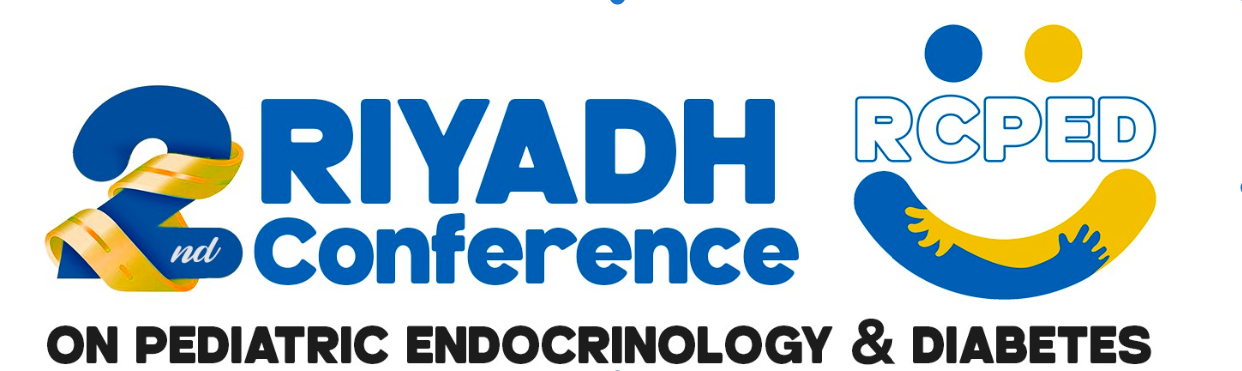 2nd RIYADH
Conference
RCPED
ON PEDIATRIC ENDOCRINOLOGY & DIABETES